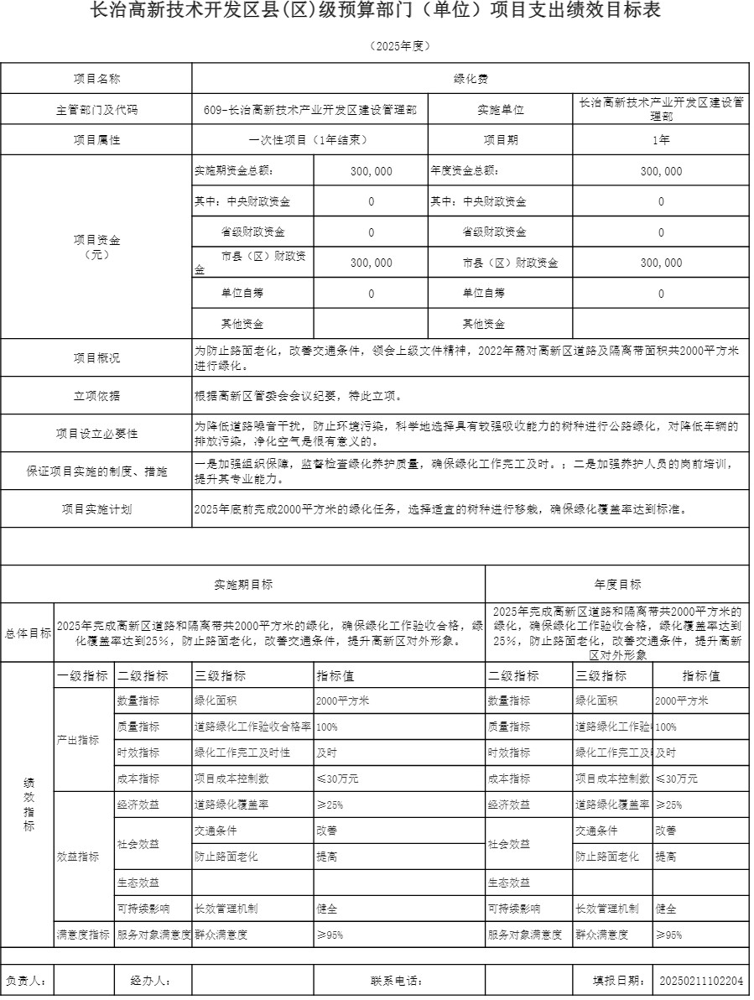 长治高新技术开发区县(区)级预算部门（单位）项目支出绩效目标表
（2025年度）
项目名称 绿化费
主管部门及代码 609-长治高新技术产业开发区建设管理部 实施单位 长治高新技术产业开发区建设管
理部
项目属性 一次性项目（1年结束） 项目期 1年
项目资金
（元）
实施期资金总额： 300,000 年度资金总额： 300,000
其中：中央财政资金 0 其中：中央财政资金 0
省级财政资金 0 省级财政资金 0
市县（区）财政资
金 300,000 市县（区）财政资金 300,000
单位自筹 0 单位自筹 0
其他资金 其他资金
项目概况 为防止路面老化，改善交通条件，领会上级文件精神，2022年需对高新区道路及隔离带面积共2000平方米
进行绿化。
立项依据 根据高新区管委会会议纪要，特此立项。
项目设立必要性 为降低道路噪音干扰，防止环境污染，科学地选择具有较强吸收能力的树种进行公路绿化，对降低车辆的
排放污染，净化空气是很有意义的。
保证项目实施的制度、措施 一是加强组织保障，监督检查绿化养护质量，确保绿化工作完工及时。；二是加强养护人员的岗前培训，
提升其专业能力。
项目实施计划 2025年底前完成2000平方米的绿化任务，选择适宜的树种进行移栽，确保绿化覆盖率达到标准。
实施期目标 年度目标
总体目标 2025年完成高新区道路和隔离带共2000平方米的绿化，确保绿化工作验收合格，绿
化覆盖率达到25%，防止路面老化，改善交通条件，提升高新区对外形象。
2025年完成高新区道路和隔离带共2000平方米的
绿化，确保绿化工作验收合格，绿化覆盖率达到
25%，防止路面老化，改善交通条件，提升高新
区对外形象
绩
效
指
标
一级指标 二级指标 三级指标 指标值 二级指标 三级指标 指标值
产出指标
数量指标 绿化面积 2000平方米 数量指标 绿化面积 2000平方米
质量指标 道路绿化工作验收合格率 100% 质量指标 道路绿化工作验 100%
时效指标 绿化工作完工及时性 及时 时效指标 绿化工作完工及 及时
成本指标 项目成本控制数 ≤30万元 成本指标 项目成本控制数 ≤30万元
效益指标
经济效益 道路绿化覆盖率 ≥25% 经济效益 道路绿化覆盖率 ≥25%
社会效益 交通条件 改善 社会效益 交通条件 改善
防止路面老化 提高 防止路面老化 提高
生态效益 生态效益
可持续影响 长效管理机制 健全 可持续影响 长效管理机制 健全
满意度指标 服务对象满意度 群众满意度 ≥95% 服务对象满意度 群众满意度 ≥95%
负责人： 经办人： 联系电话： 填报日期： 20250211102204